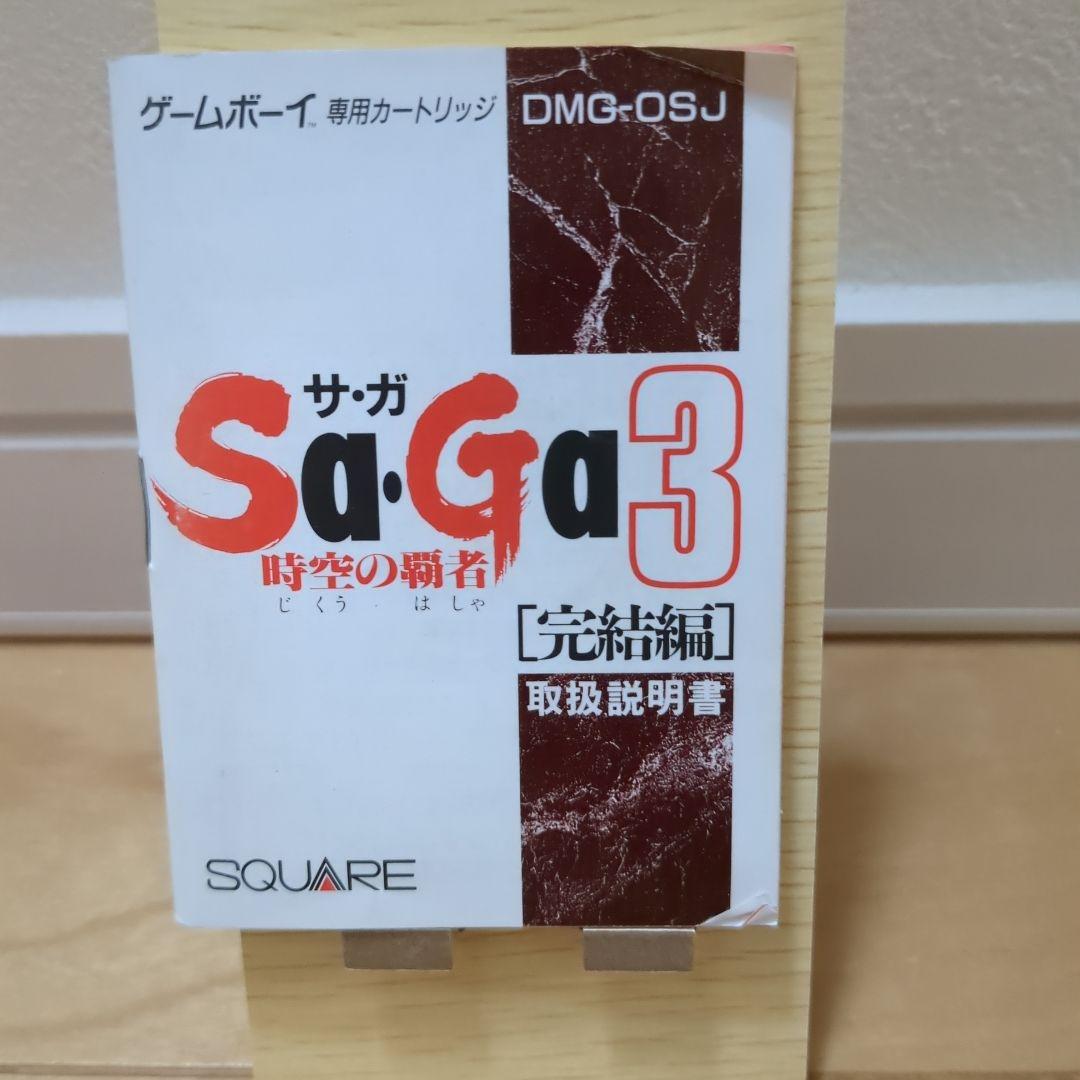 ゲームボーイ™専用カートリッジ DMG-OSJ
サ・ガ
Sa・Ga3
時空の覇者
じくう・はしゃ
[完結編]
取扱説明書
SQUARE